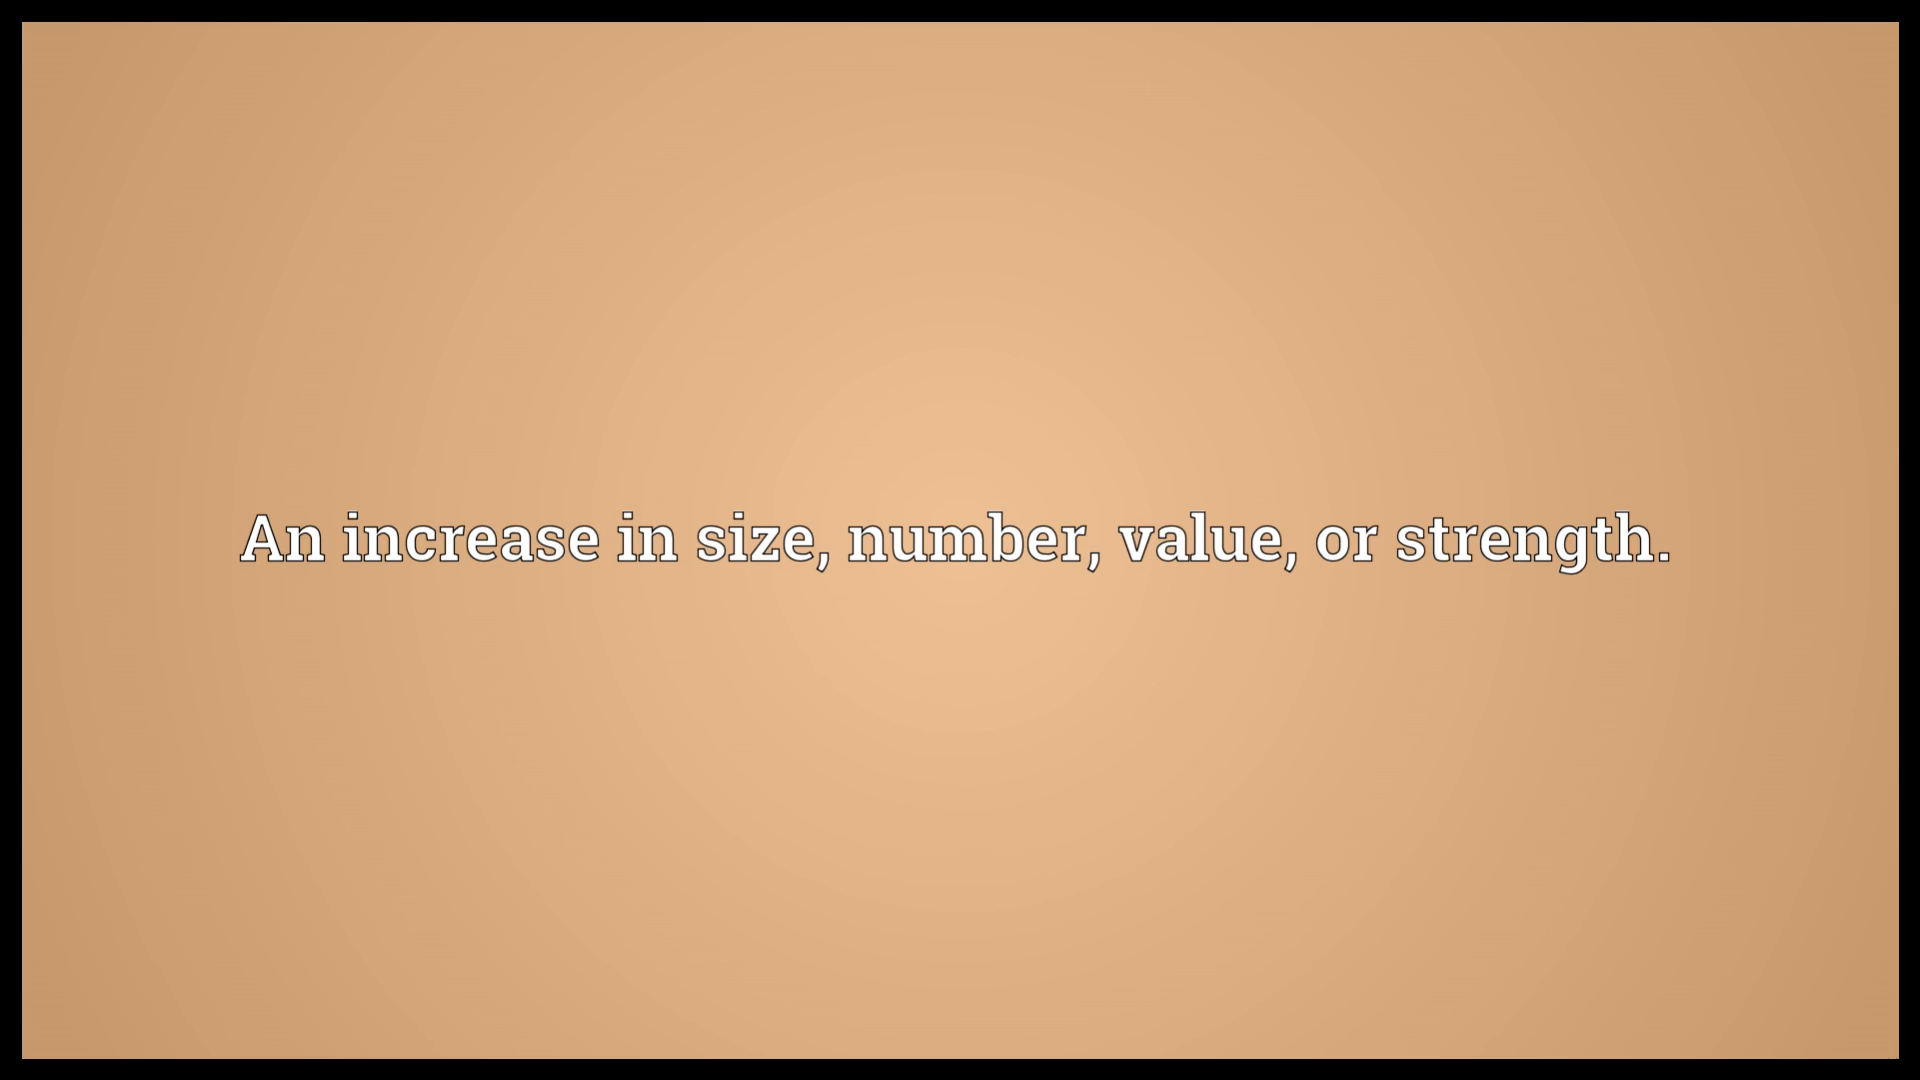 An increase in size, number, value, or strength.